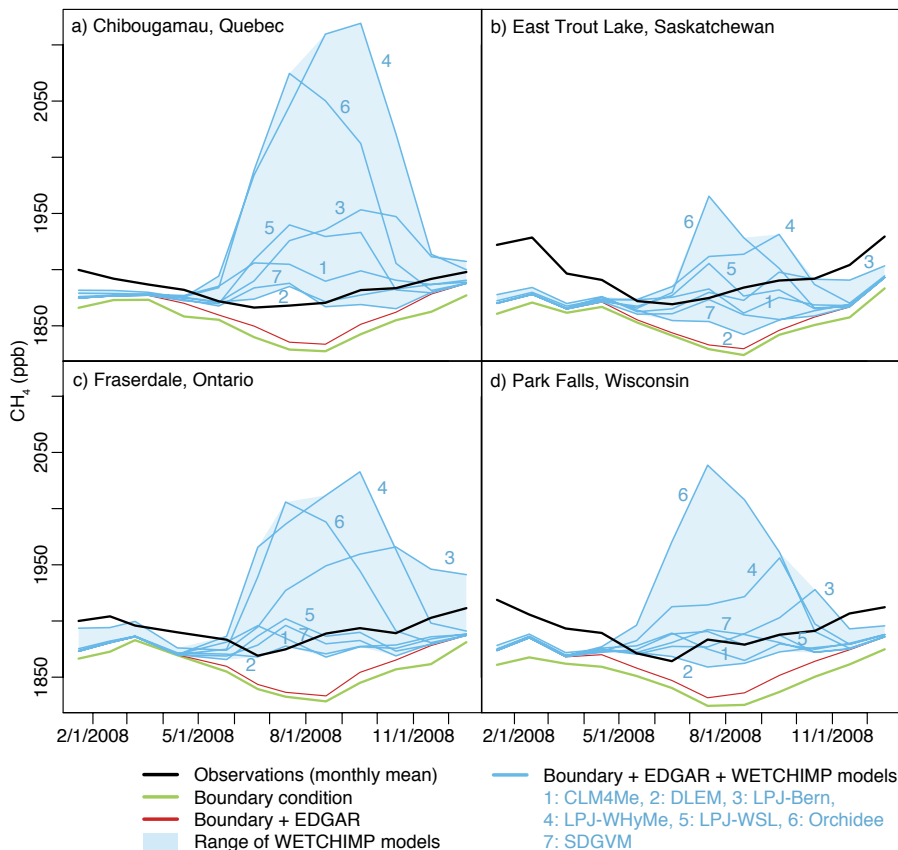 a) Chibougamau, Quebec
4
6
3
5
1
7
2
b) East Trout Lake, Saskatchewan
6
4
3
5
1
7
2
c) Fraserdale, Ontario
4
6
3
5
1
7
2
d) Park Falls, Wisconsin
6
4
3
7
5
1
2
CH₄ (ppb)
2050
1950
1850
2050
1950
1850
2/1/2008 5/1/2008 8/1/2008 11/1/2008
2/1/2008 5/1/2008 8/1/2008 11/1/2008
Observations (monthly mean)
Boundary condition
Boundary + EDGAR
Range of WETCHIMP models
Boundary + EDGAR + WETCHIMP models
1: CLM4Me, 2: DLEM, 3: LPJ-Bern,
4: LPJ-WHyMe, 5: LPJ-WSL, 6: Orchidee
7: SDGVM